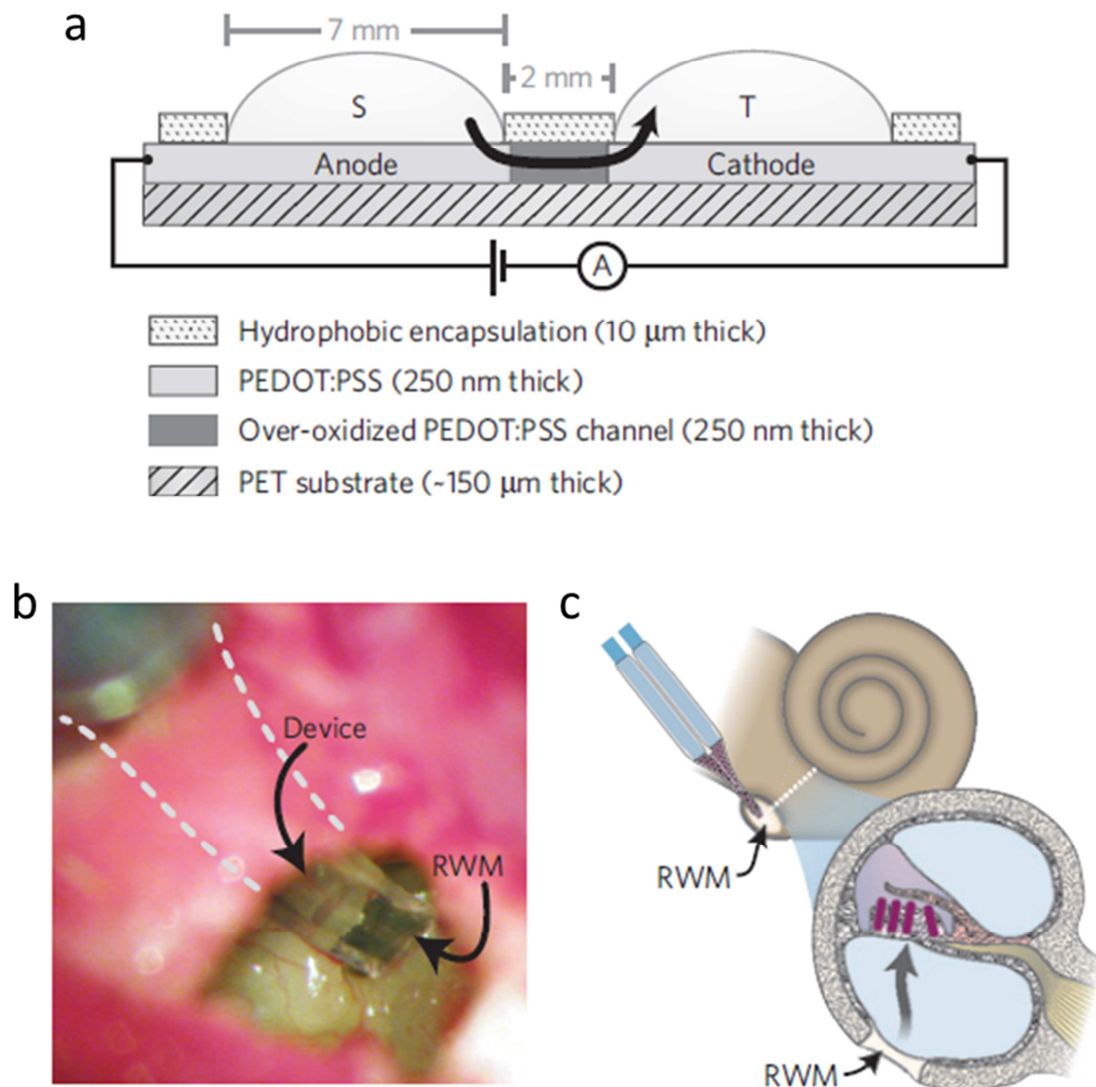 a
7 mm
2 mm
S
T
Anode
Cathode
A
Hydrophobic encapsulation (10 μm thick)
PEDOT:PSS (250 nm thick)
Over-oxidized PEDOT:PSS channel (250 nm thick)
PET substrate (~150 μm thick)
b
Device
RWM
c
RWM
RWM